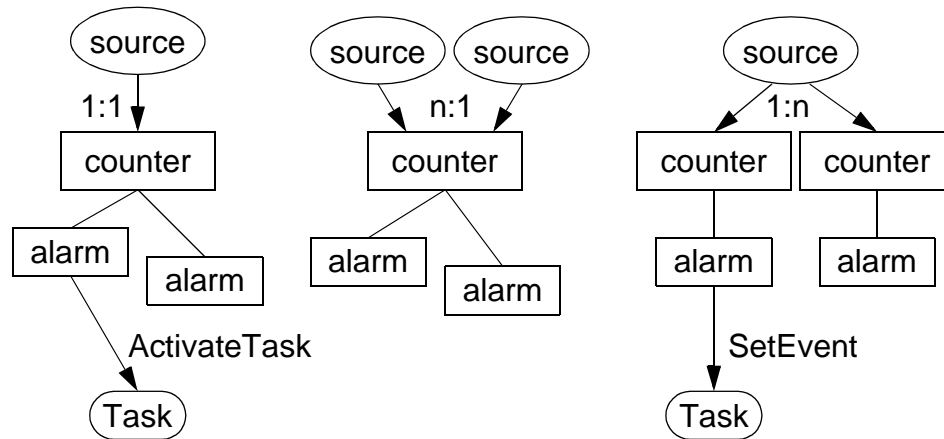 source
1:1
counter
alarm
alarm
ActivateTask
Task
source
source
n:1
counter
alarm
alarm
source
1:n
counter
counter
alarm
alarm
SetEvent
Task